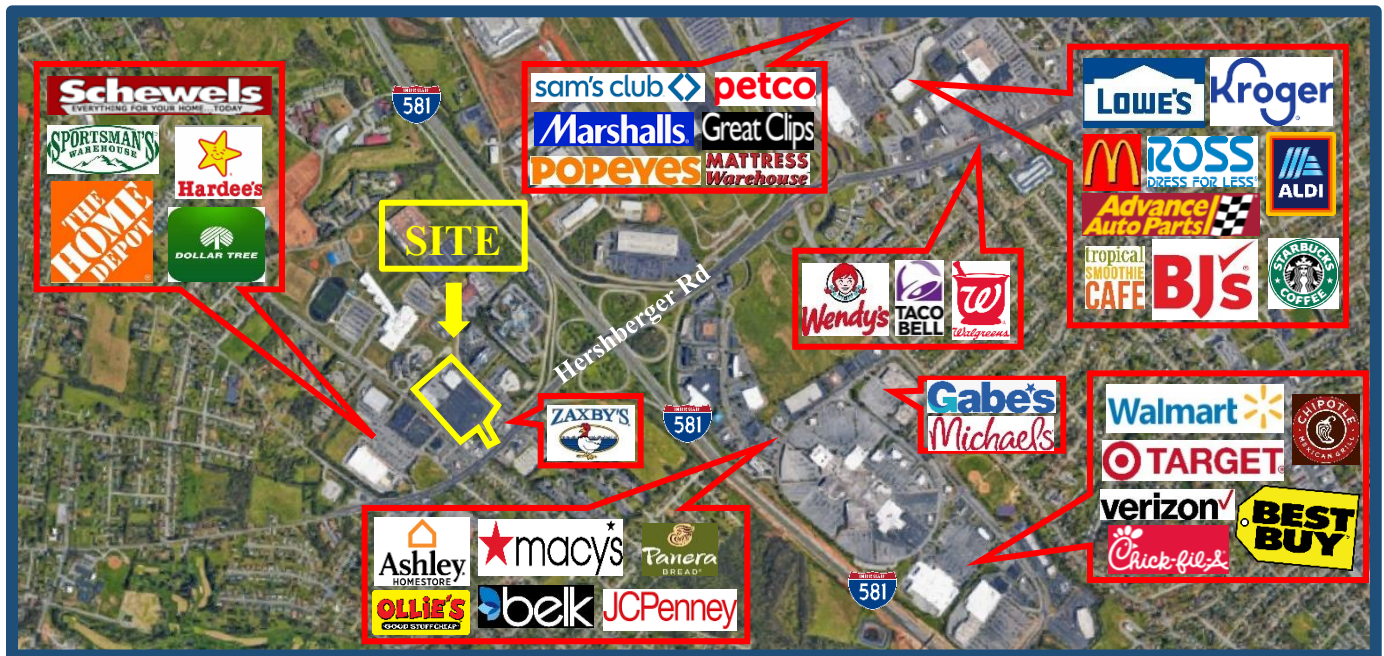 Schewels
EVERYTHING FOR YOUR HOME...TODAY
SPORTSMAN'S
WAREHOUSE
Hardee's
THE
HOME
DEPOT
DOLLAR TREE
581
SITE
sam's club
petco
Marshalls
Great Clips
POPEYES
MATTRESS
Warehouse
LOWE'S
Kroger
ROSS
DRESS FOR LESS
ALDI
Advance
Auto Parts
tropical
SMOOTHIE
CAFE
BJ's
STARBUCKS
COFFEE
Wendy's
TACO
BELL
W
Walgreens
Hershberger Rd
ZAXBY'S
581
Gabe's
Michaels
Walmart
CHIPOTLE
MEXICAN GRILL
TARGET
verizon
BEST
BUY
Chick-fil-A
Ashley
HOMESTORE
macy's
Panera
BREAD
OLLIE'S
GOOD STUFF CHEAP
belk
JCPenney
581